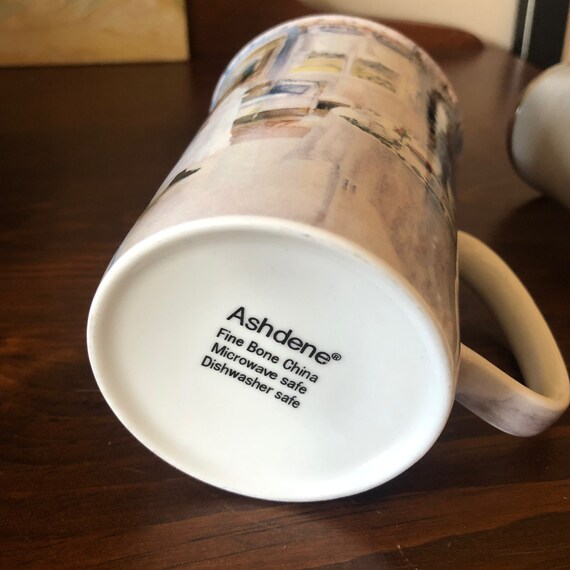 Ashdene®
Fine Bone China
Microwave safe
Dishwasher safe